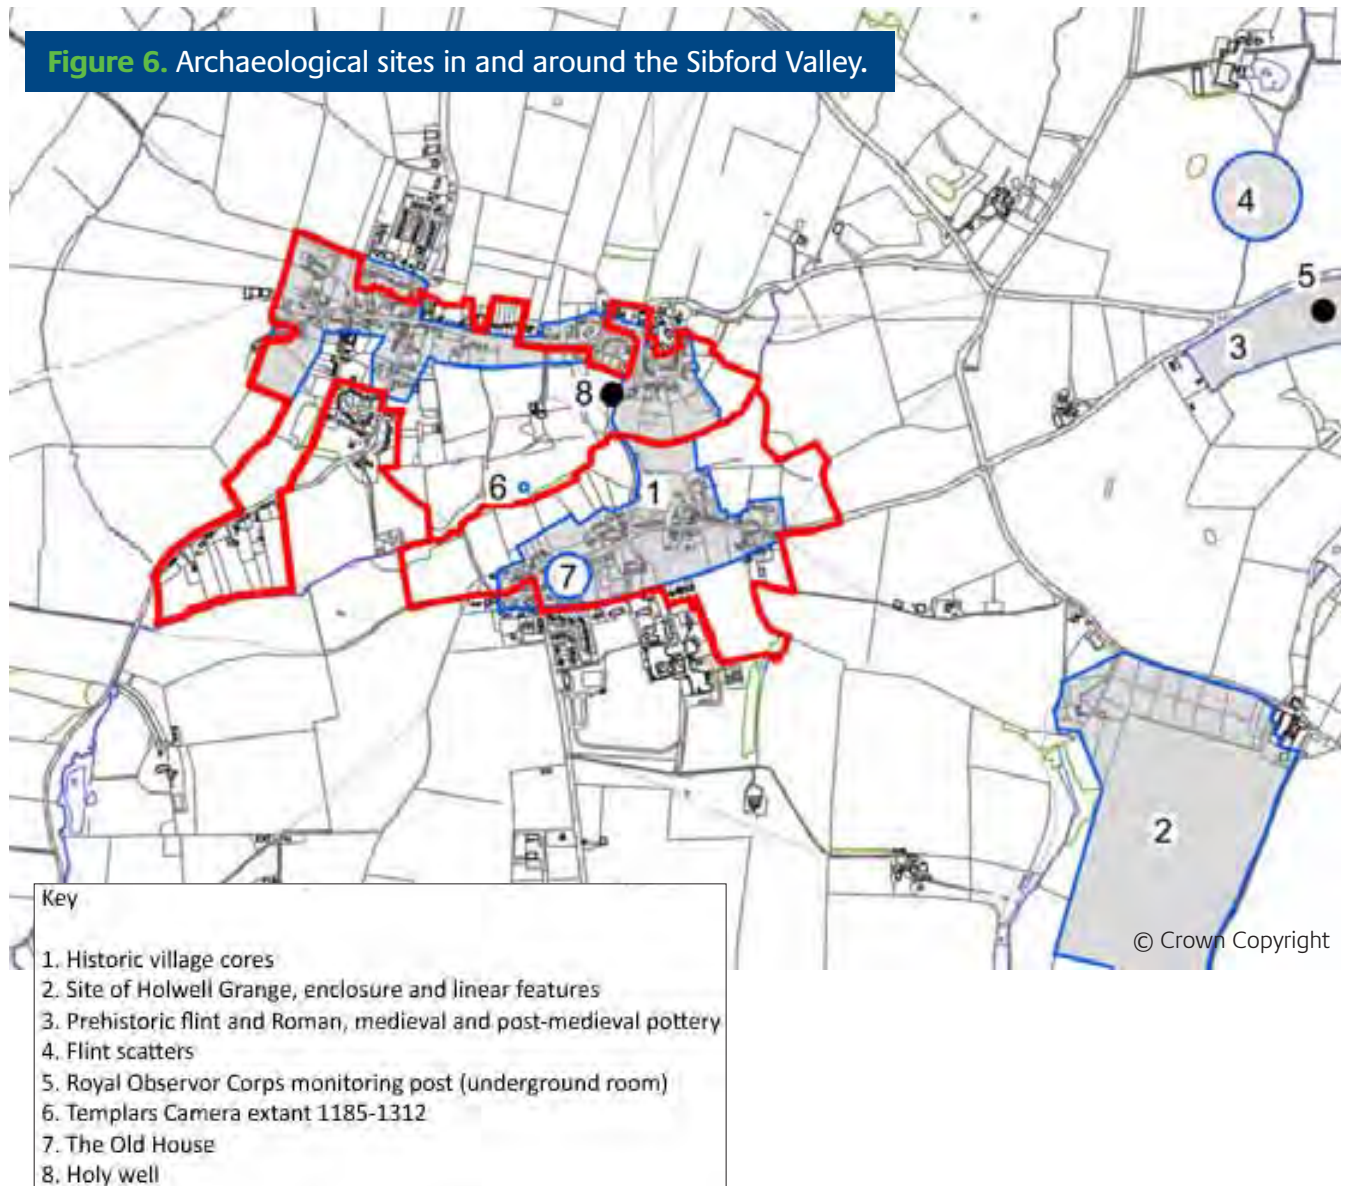 Figure 6. Archaeological sites in and around the Sibford Valley.
4
5
3
8
6
1
7
2
© Crown Copyright
Key
1. Historic village cores
2. Site of Holwell Grange, enclosure and linear features
3. Prehistoric flint and Roman, medieval and post-medieval pottery
4. Flint scatters
5. Royal Observor Corps monitoring post (underground room)
6. Templars Camera extant 1185-1312
7. The Old House
8. Holy well